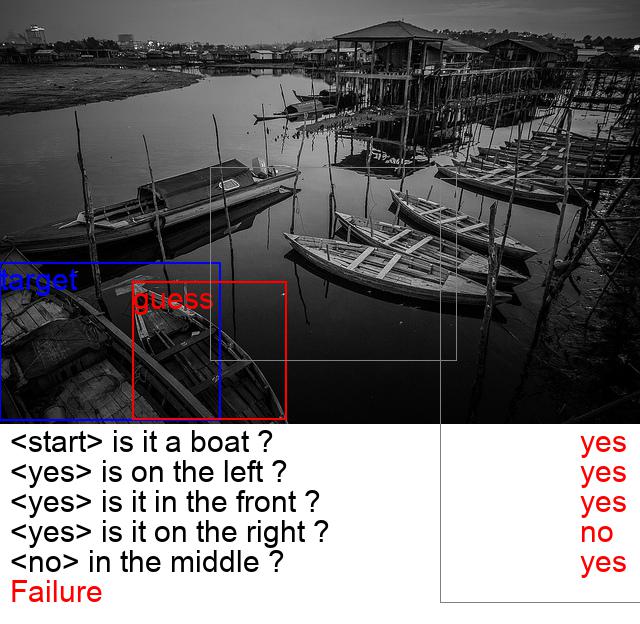 target
guess
<start> is it a boat ? yes
<yes> is on the left ? yes
<yes> is it in the front ? yes
<yes> is it on the right ? no
<no> in the middle ? yes
Failure